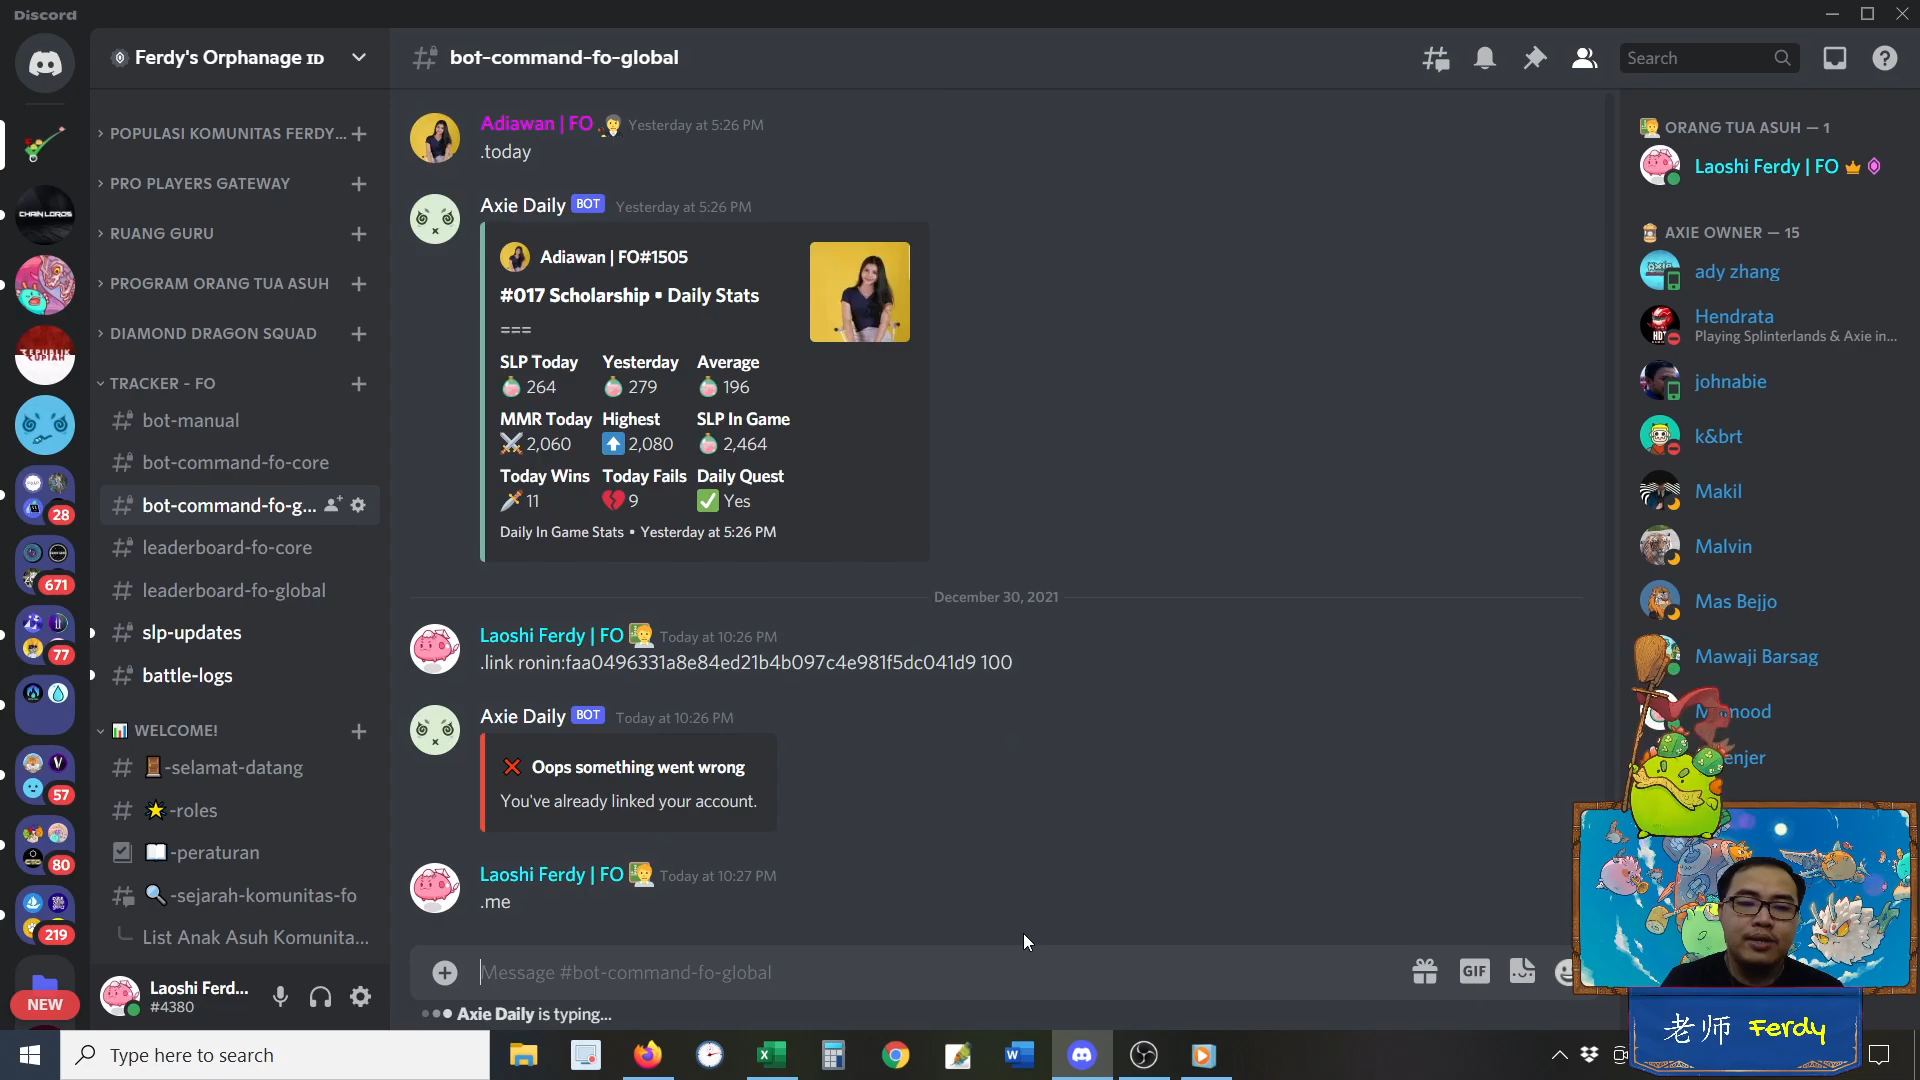 Discord
Ferdy's Orphanage ID
bot-command-fo-global
Search
POPULASI KOMUNITAS FERDY...
PRO PLAYERS GATEWAY
RUANG GURU
PROGRAM ORANG TUA ASUH
DIAMOND DRAGON SQUAD
TRACKER - FO
bot-manual
bot-command-fo-core
bot-command-fo-g...
leaderboard-fo-core
leaderboard-fo-global
slp-updates
battle-logs
WELCOME!
-selamat-datang
-roles
-peraturan
-sejarah-komunitas-fo
List Anak Asuh Komunita...
Laoshi Ferd...
#4380
CHAIN LORDS
REPUBLIK
RUPIAH
28
671
77
57
80
219
NEW
Adiawan | FO Yesterday at 5:26 PM
.today
Axie Daily BOT Yesterday at 5:26 PM
Adiawan | FO#1505
#017 Scholarship • Daily Stats
===
SLP Today Yesterday Average
264 279 196
MMR Today Highest SLP In Game
2,060 2,080 2,464
Today Wins Today Fails Daily Quest
11 9 Yes
Daily In Game Stats • Yesterday at 5:26 PM
December 30, 2021
Laoshi Ferdy | FO Today at 10:26 PM
.link ronin:faa0496331a8e84ed21b4b097c4e981f5dc041d9 100
Axie Daily BOT Today at 10:26 PM
Oops something went wrong
You've already linked your account.
Laoshi Ferdy | FO Today at 10:27 PM
.me
Message #bot-command-fo-global
GIF
Axie Daily is typing...
ORANG TUA ASUH — 1
Laoshi Ferdy | FO
AXIE OWNER — 15
ady zhang
Hendrata
Playing Splinterlands & Axie in...
johnabie
k&brt
Makil
Malvin
Mas Bejjo
Mawaji Barsag
老师 Ferdy
Type here to search